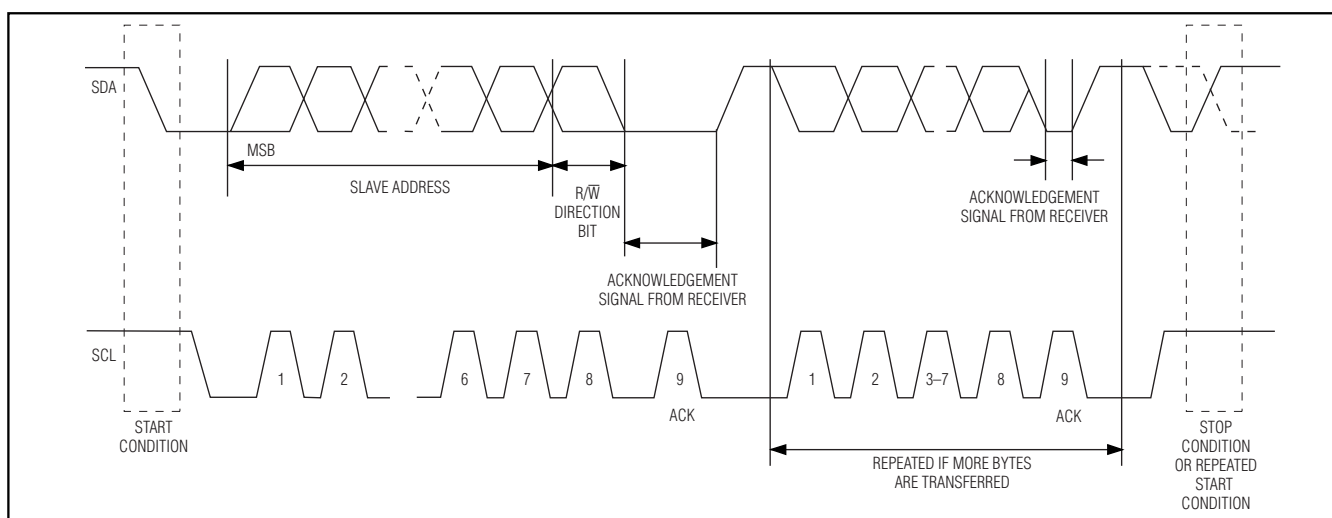 SDA
MSB
SLAVE ADDRESS
R/W̅
DIRECTION
BIT
ACKNOWLEDGEMENT
SIGNAL FROM RECEIVER
ACKNOWLEDGEMENT
SIGNAL FROM RECEIVER
SCL
1
2
6
7
8
9
1
2
3–7
8
9
ACK
ACK
START
CONDITION
REPEATED IF MORE BYTES
ARE TRANSFERRED
STOP
CONDITION
OR REPEATED
START
CONDITION